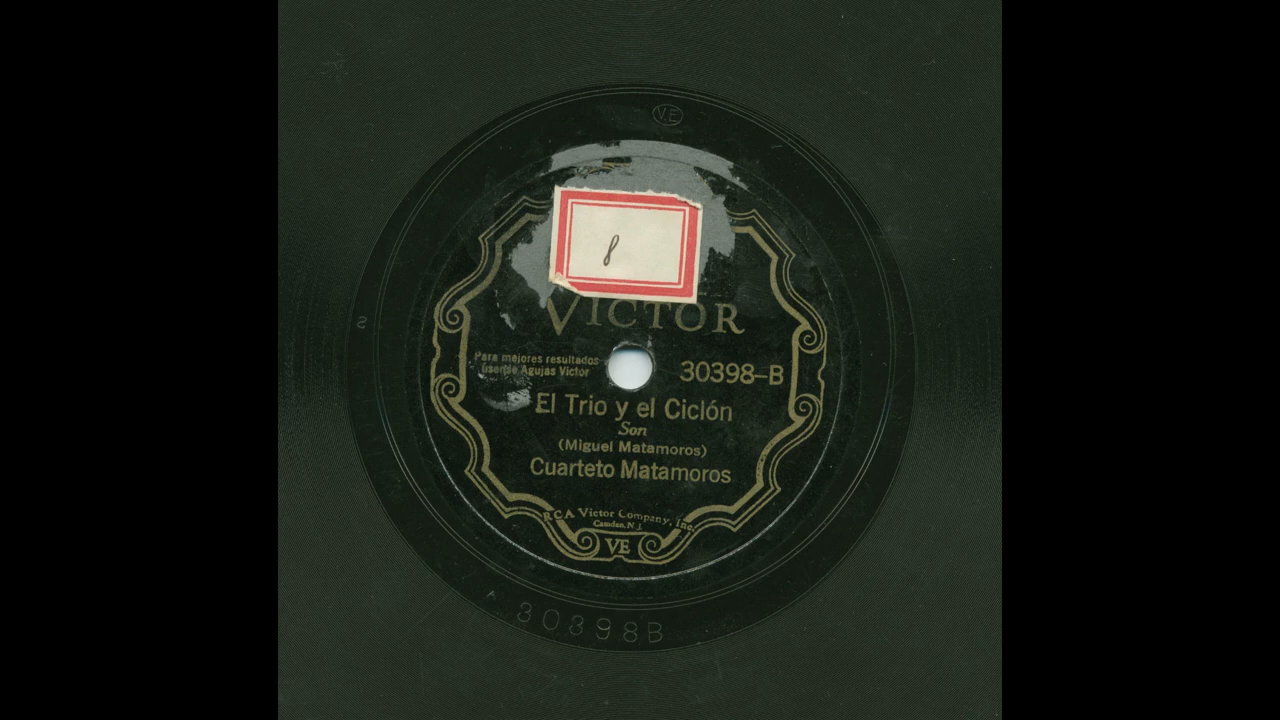 V.E
8
VICTOR
Para mejores resultados
úsense Agujas Victor
30398-B
El Trio y el Ciclón
Son
(Miguel Matamoros)
Cuarteto Matamoros
RCA Victor Company, Inc.
Camden, N.J.
VE
S
A 30398B